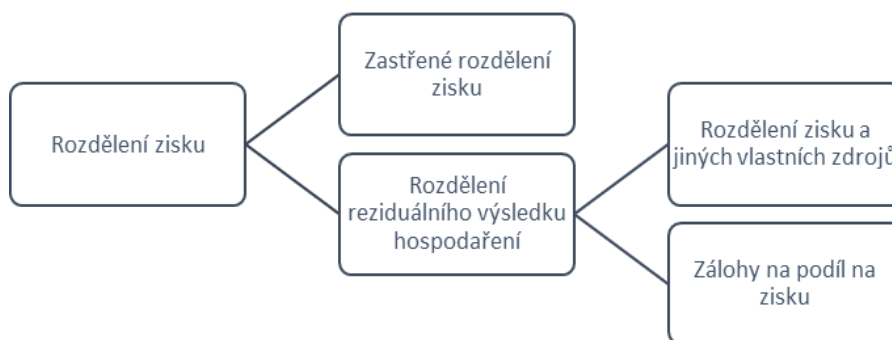 Rozdělení zisku
Zastřené rozdělení
zisku
Rozdělení
reziduálního výsledku
hospodaření
Rozdělení zisku a
jiných vlastních zdrojů
Zálohy na podíl na
zisku